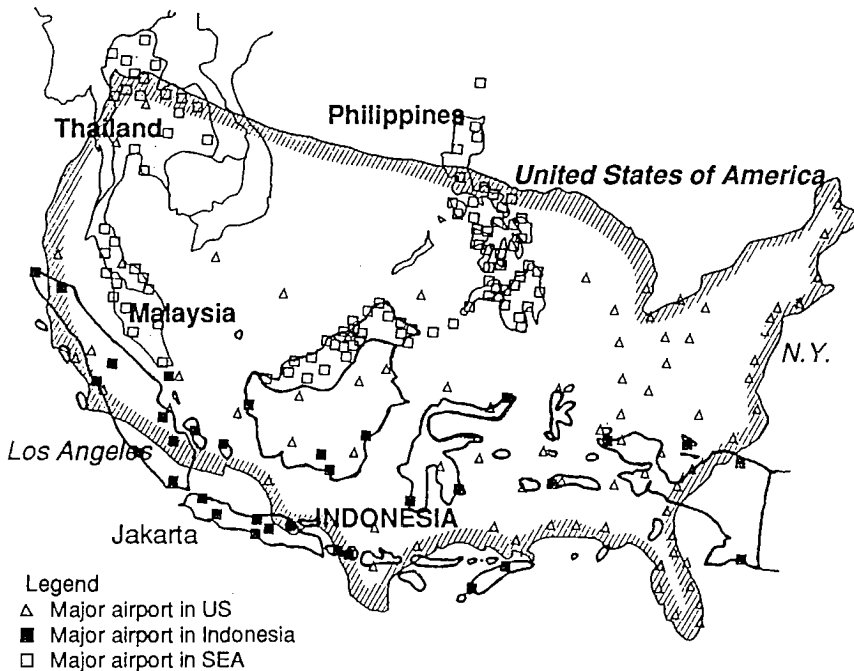 Philippines
Thailand
United States of America
Malaysia
N.Y.
Los Angeles
INDONESIA
Jakarta
Legend
Major airport in US
Major airport in Indonesia
Major airport in SEA